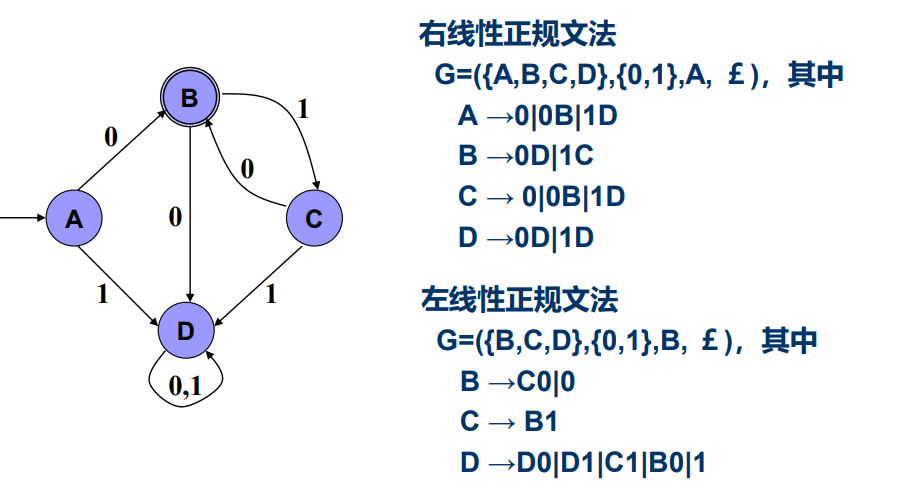 右线性正规文法
G=({A,B,C,D},{0,1},A, £ ), 其中
A →0|0B|1D
B →0D|1C
C → 0|0B|1D
D →0D|1D
左线性正规文法
G=({B,C,D},{0,1},B, £ ), 其中
B →C0|0
C → B1
D →D0|D1|C1|B0|1
B
1
0
0
A
0
C
1
1
D
0,1